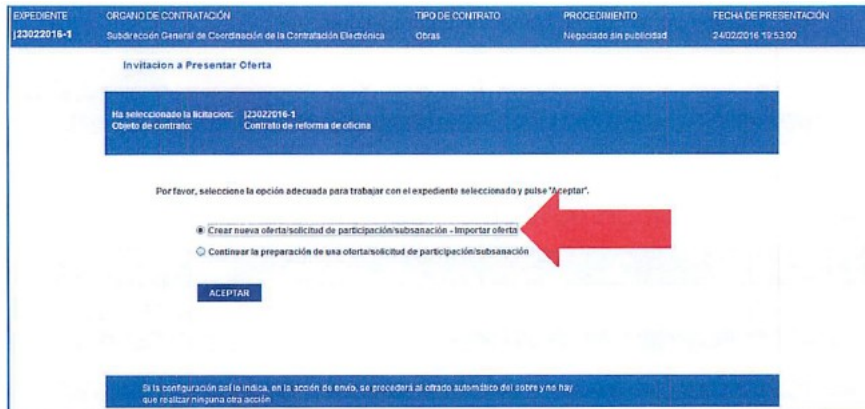 EXPEDIENTE ORGANO DE CONTRATACIÓN TIPO DE CONTRATO PROCEDIMIENTO FECHA DE PRESENTACIÓN
j23022016-1 Subdirección General de Coordinación de la Contratación Electrónica Obras Negociado sin publicidad 24/02/2016 19:53:00
Invitacion a Presentar Oferta
Ha seleccionado la licitacion: j23022016-1
Objeto de contrato: Contrato de reforma de oficina
Por favor, seleccione la opción adecuada para trabajar con el expediente seleccionado y pulse 'Aceptar'.
Crear nueva oferta/solicitud de participación/subsanación - Importar oferta
Continuar la preparación de una oferta/solicitud de participación/subsanación
ACEPTAR
Si la configuración así lo indica, en la acción de envío, se procederá al cifrado automático del sobre y no hay
que realizar ninguna otra acción